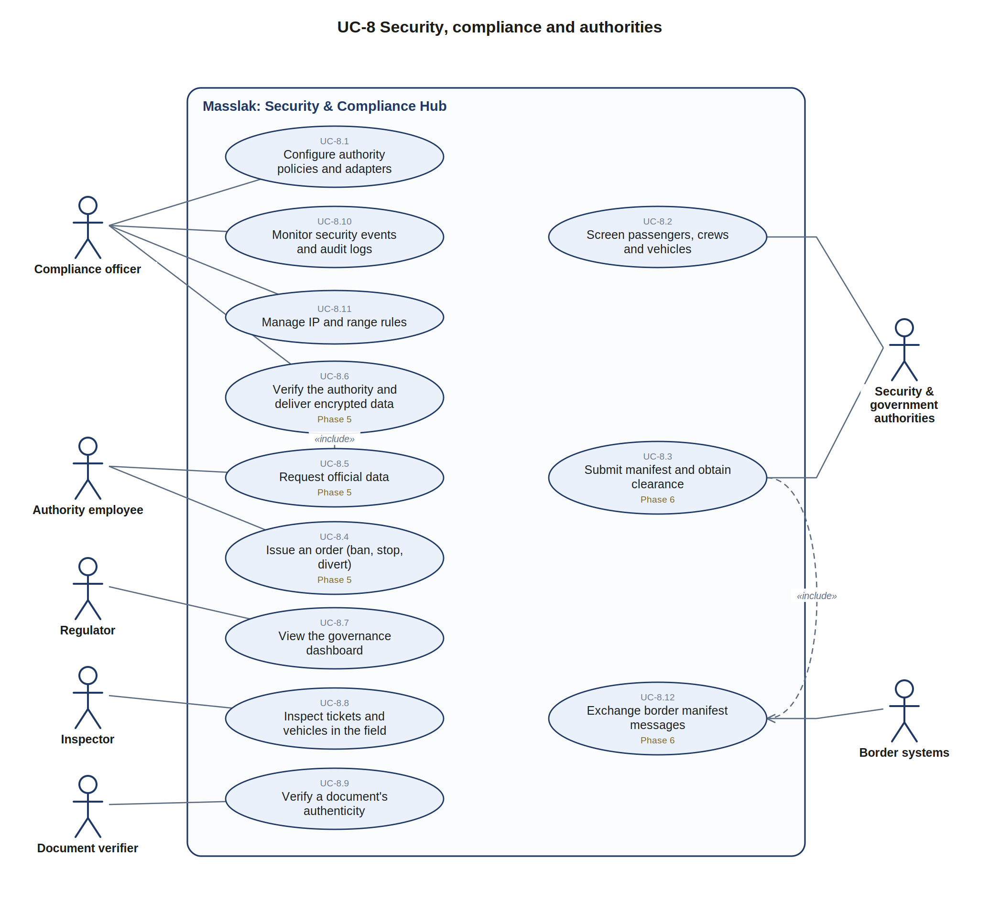 UC-8 Security, compliance and authorities
Masslak: Security & Compliance Hub
UC-8.1
Configure authority
policies and adapters
Compliance officer
UC-8.10
Monitor security events
and audit logs
UC-8.2
Screen passengers, crews
and vehicles
UC-8.11
Manage IP and range rules
UC-8.6
Verify the authority and
deliver encrypted data
Phase 5
Security &
government
authorities
«include»
UC-8.5
Request official data
Phase 5
Authority employee
UC-8.3
Submit manifest and obtain
clearance
Phase 6
UC-8.4
Issue an order (ban, stop,
divert)
Phase 5
«include»
Regulator
UC-8.7
View the governance
dashboard
Inspector
UC-8.8
Inspect tickets and
vehicles in the field
UC-8.12
Exchange border manifest
messages
Phase 6
Border systems
UC-8.9
Verify a document's
authenticity
Document verifier